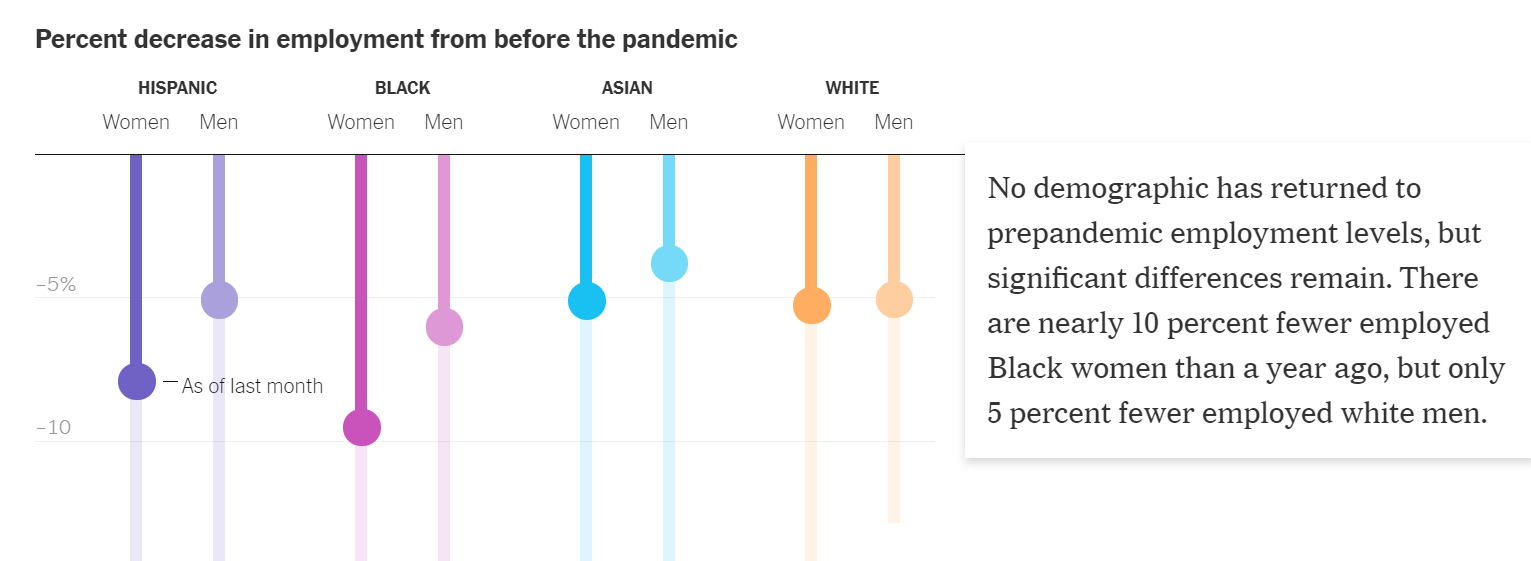 Percent decrease in employment from before the pandemic
HISPANIC BLACK ASIAN WHITE
Women Men Women Men Women Men Women Men
No demographic has returned to
prepandemic employment levels, but
significant differences remain. There
are nearly 10 percent fewer employed
Black women than a year ago, but only
5 percent fewer employed white men.
−5%
As of last month
−10